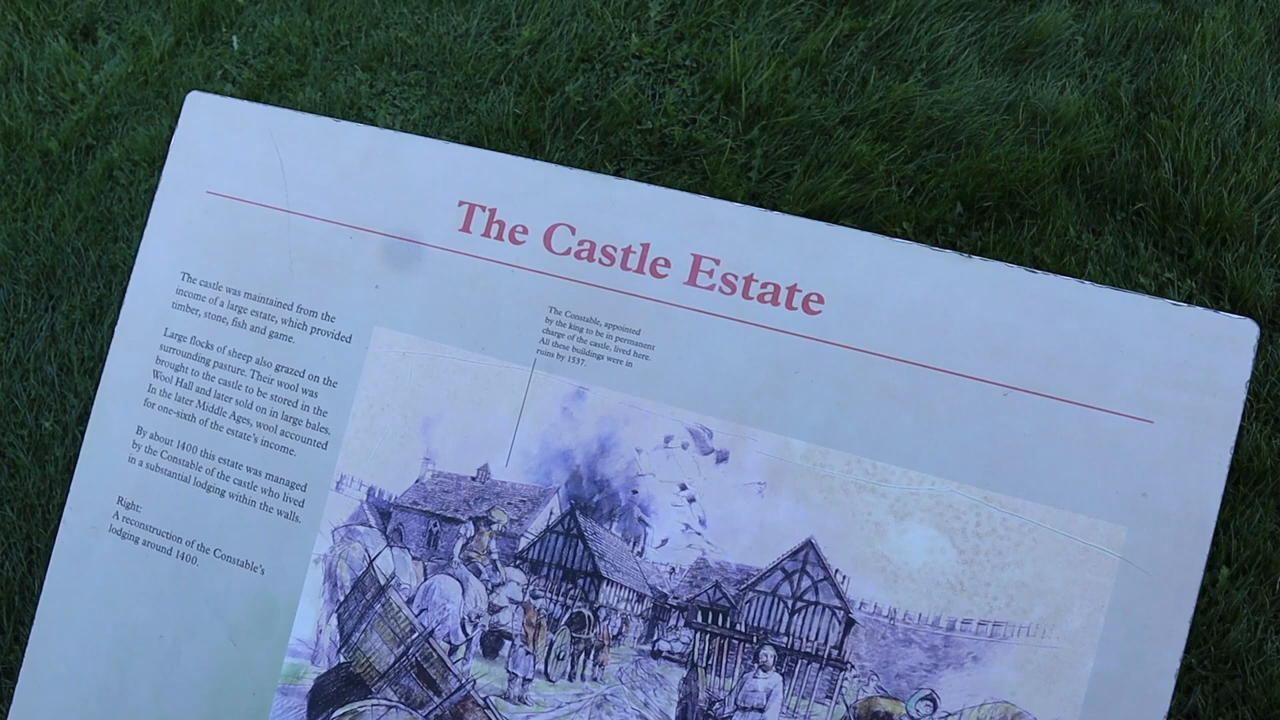 The Castle Estate
The castle was maintained from the
income of a large estate, which provided
timber, stone, fish and game.
Large flocks of sheep also grazed on the
surrounding pasture. Their wool was
brought to the castle to be stored in the
Wool Hall and later sold on in large bales.
In the later Middle Ages, wool accounted
for one-sixth of the estate's income.
By about 1400 this estate was managed
by the Constable of the castle who lived
in a substantial lodging within the walls.
Right:
A reconstruction of the Constable's
lodging around 1400.
The Constable, appointed
by the king to be in permanent
charge of the castle, lived here.
All these buildings were in
ruins by 1537.